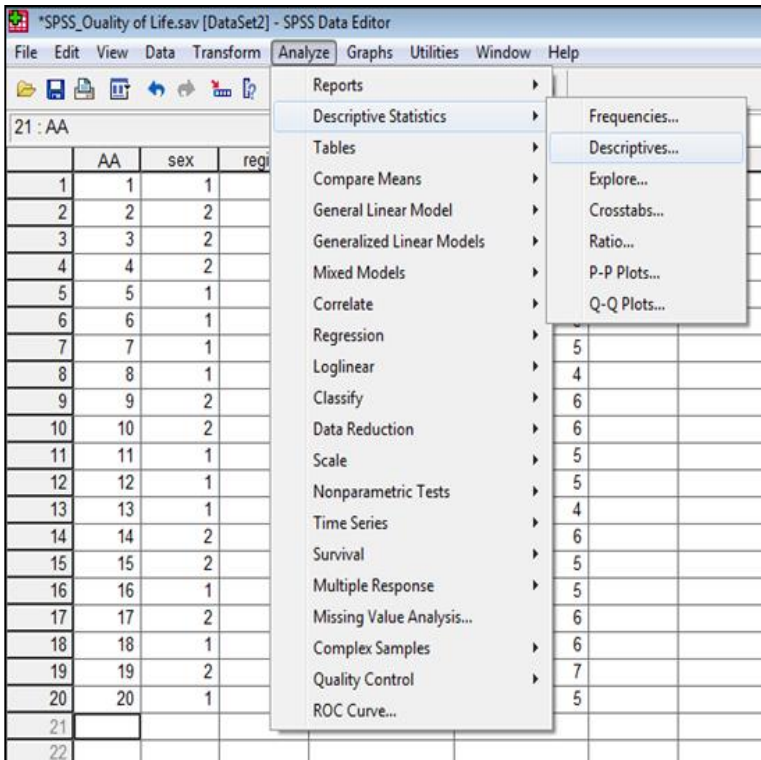 *SPSS_Ouality of Life.sav [DataSet2] - SPSS Data Editor
File Edit View Data Transform Analyze Graphs Utilities Window Help
21 : AA
AA sex regi
1 1 1
2 2 2
3 3 2
4 4 2
5 5 1
6 6 1
7 7 1 5
8 8 1 4
9 9 2 6
10 10 2 6
11 11 1 5
12 12 1 5
13 13 1 4
14 14 2 6
15 15 2 5
16 16 1 5
17 17 2 6
18 18 1 6
19 19 2 7
20 20 1 5
21
22
Reports
Descriptive Statistics
Tables
Compare Means
General Linear Model
Generalized Linear Models
Mixed Models
Correlate
Regression
Loglinear
Classify
Data Reduction
Scale
Nonparametric Tests
Time Series
Survival
Multiple Response
Missing Value Analysis...
Complex Samples
Quality Control
ROC Curve...
Frequencies...
Descriptives...
Explore...
Crosstabs...
Ratio...
P-P Plots...
Q-Q Plots...